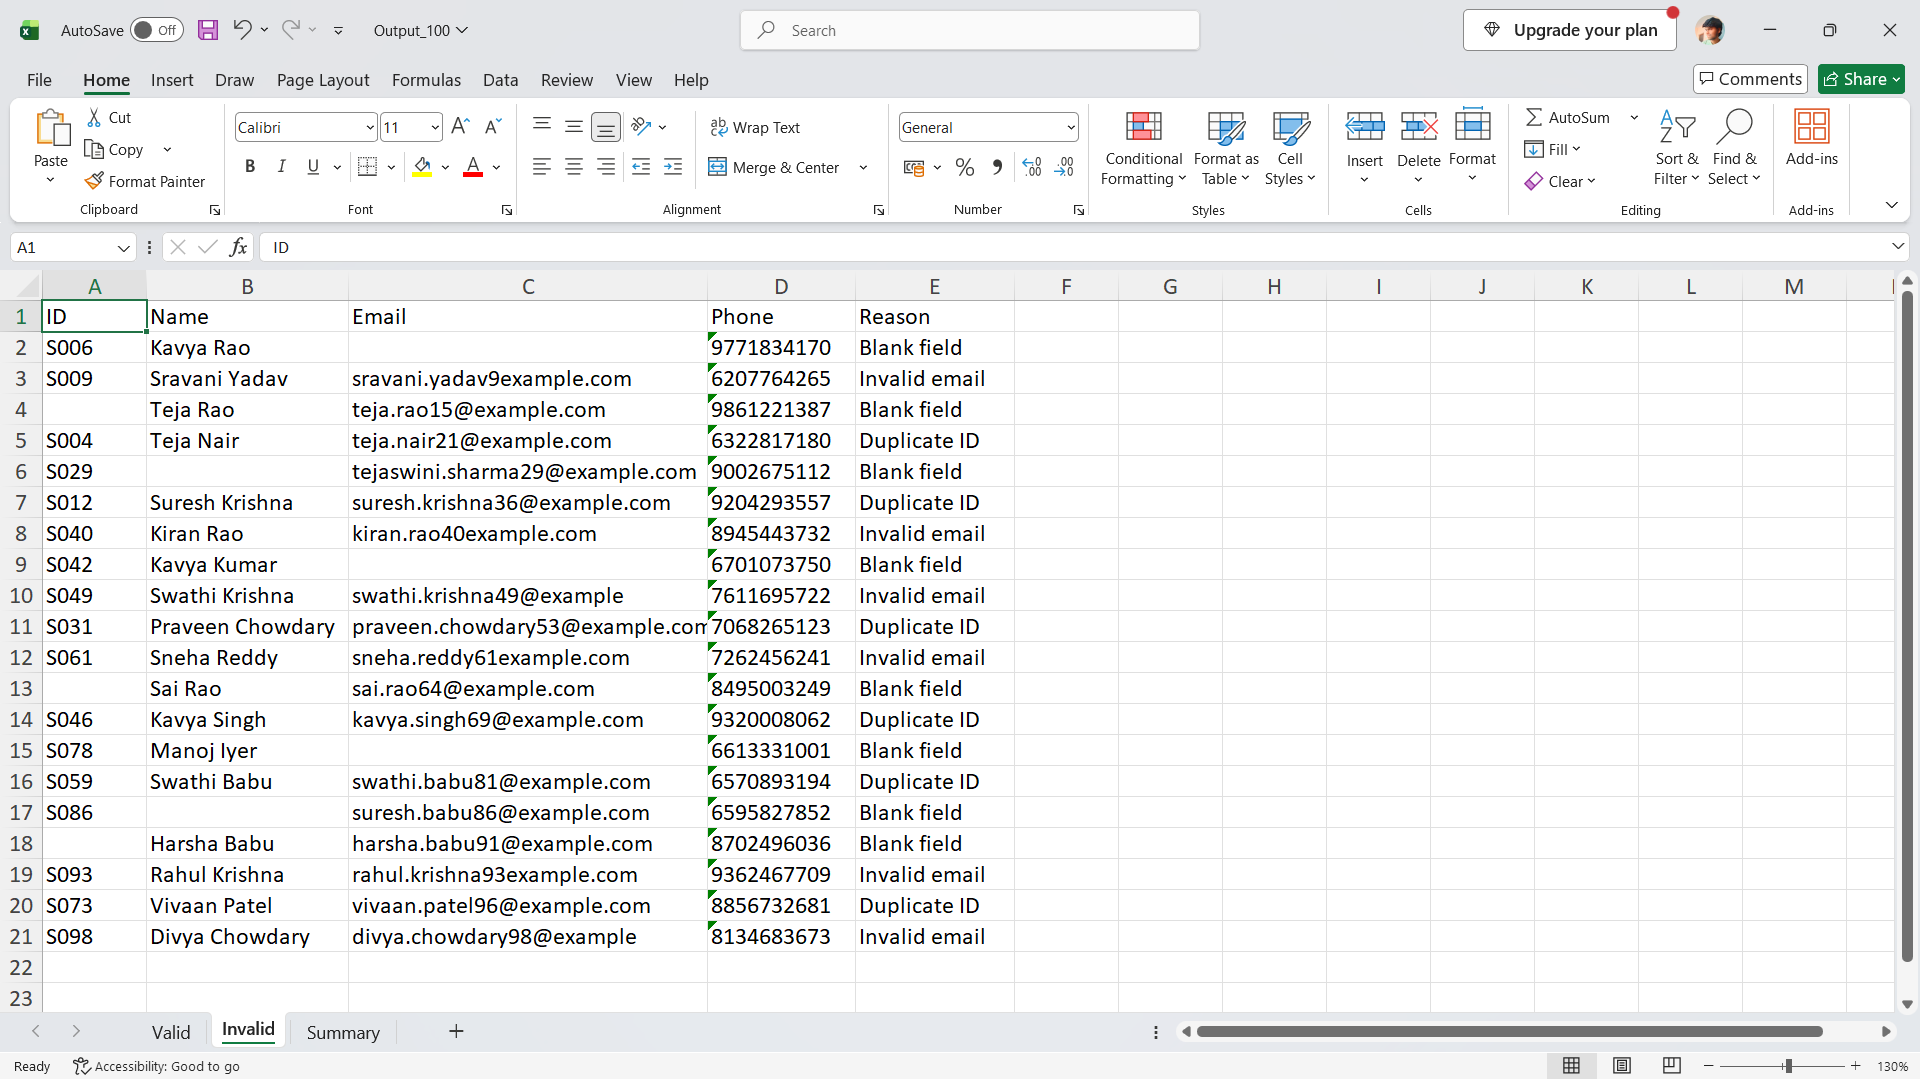 AutoSave Off Output_100 Search Upgrade your plan
File Home Insert Draw Page Layout Formulas Data Review View Help Comments Share
Paste Cut Copy Format Painter Clipboard
Calibri 11 B I U A Font
ab Wrap Text Merge & Center Alignment
General % Number
Conditional Formatting Format as Table Cell Styles Styles
Insert Delete Format Cells
AutoSum Fill Clear Sort & Filter Find & Select Editing
Add-ins Add-ins
A1 fx ID
A B C D E F G H I J K L M
1 ID Name Email Phone Reason
2 S006 Kavya Rao 9771834170 Blank field
3 S009 Sravani Yadav sravani.yadav9example.com 6207764265 Invalid email
4 Teja Rao teja.rao15@example.com 9861221387 Blank field
5 S004 Teja Nair teja.nair21@example.com 6322817180 Duplicate ID
6 S029 tejaswini.sharma29@example.com 9002675112 Blank field
7 S012 Suresh Krishna suresh.krishna36@example.com 9204293557 Duplicate ID
8 S040 Kiran Rao kiran.rao40example.com 8945443732 Invalid email
9 S042 Kavya Kumar 6701073750 Blank field
10 S049 Swathi Krishna swathi.krishna49@example 7611695722 Invalid email
11 S031 Praveen Chowdary praveen.chowdary53@example.com 7068265123 Duplicate ID
12 S061 Sneha Reddy sneha.reddy61example.com 7262456241 Invalid email
13 Sai Rao sai.rao64@example.com 8495003249 Blank field
14 S046 Kavya Singh kavya.singh69@example.com 9320008062 Duplicate ID
15 S078 Manoj Iyer 6613331001 Blank field
16 S059 Swathi Babu swathi.babu81@example.com 6570893194 Duplicate ID
17 S086 suresh.babu86@example.com 6595827852 Blank field
18 Harsha Babu harsha.babu91@example.com 8702496036 Blank field
19 S093 Rahul Krishna rahul.krishna93example.com 9362467709 Invalid email
20 S073 Vivaan Patel vivaan.patel96@example.com 8856732681 Duplicate ID
21 S098 Divya Chowdary divya.chowdary98@example 8134683673 Invalid email
22
23
Valid Invalid Summary
Ready Accessibility: Good to go 130%